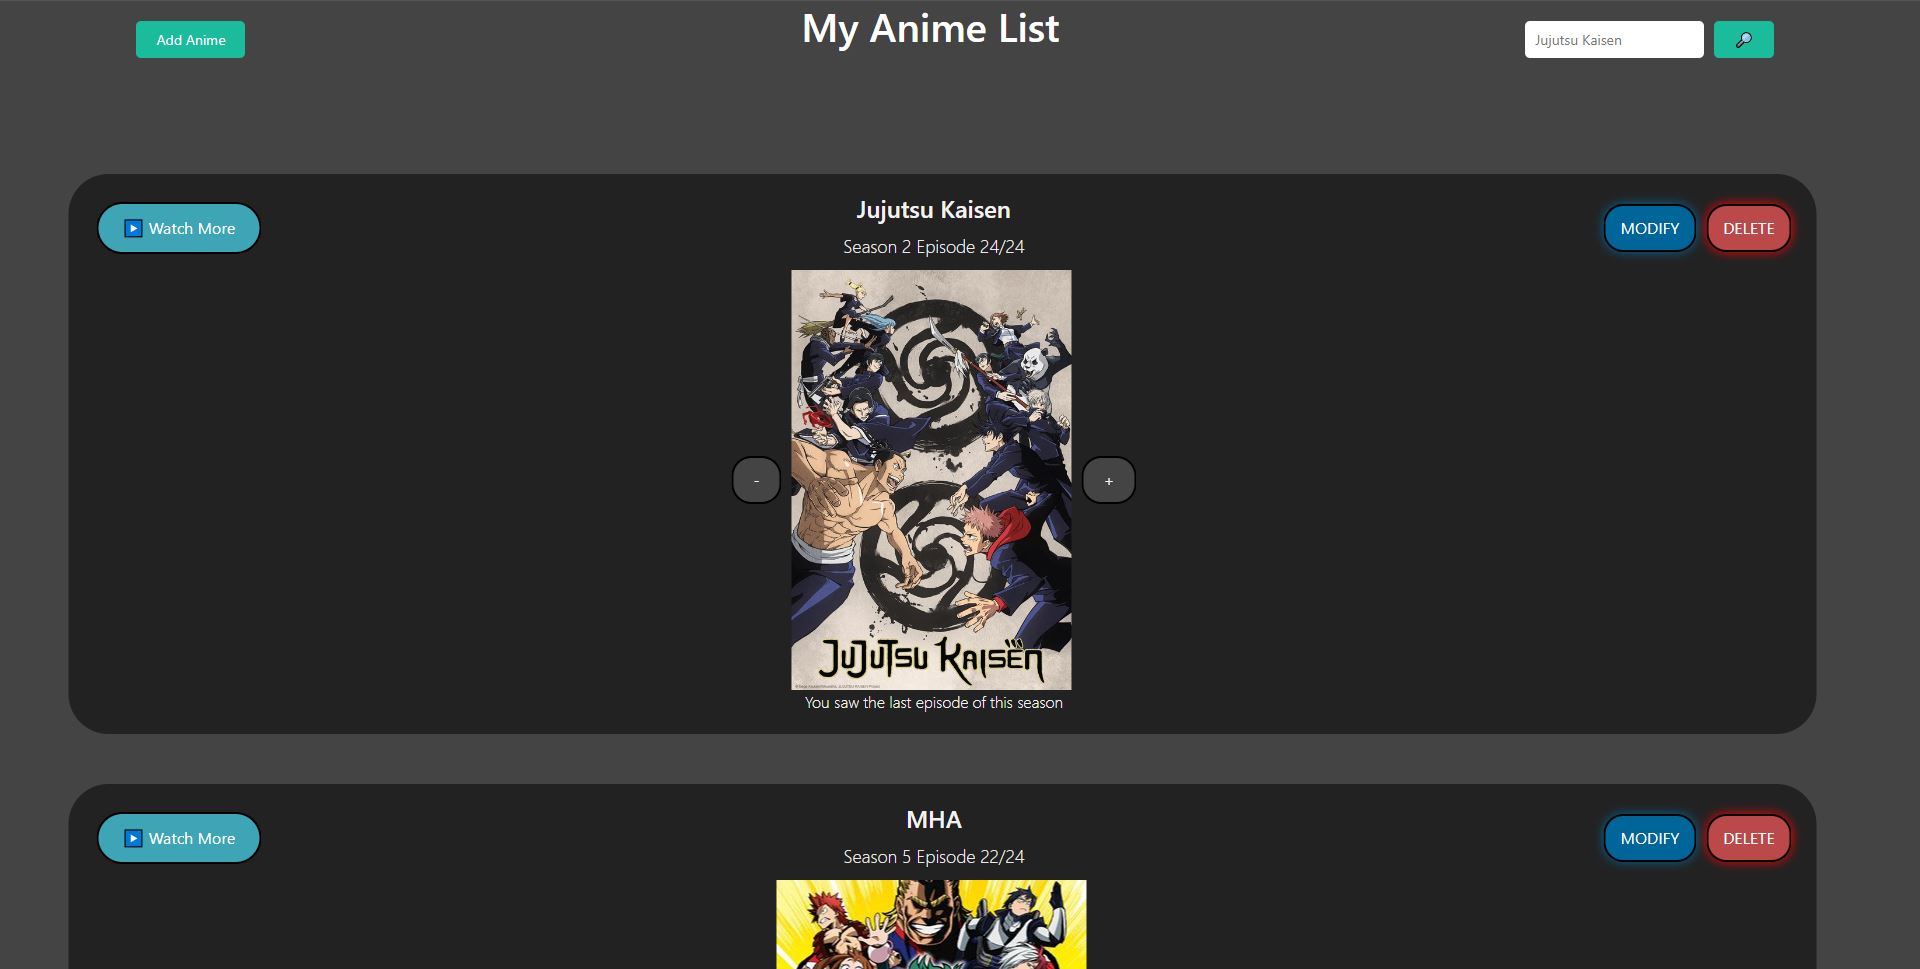 Add Anime
My Anime List
Jujutsu Kaisen
Watch More
Jujutsu Kaisen
MODIFY
DELETE
Season 2 Episode 24/24
-
+
JUJUTSU KAISEN
You saw the last episode of this season
Watch More
MHA
MODIFY
DELETE
Season 5 Episode 22/24